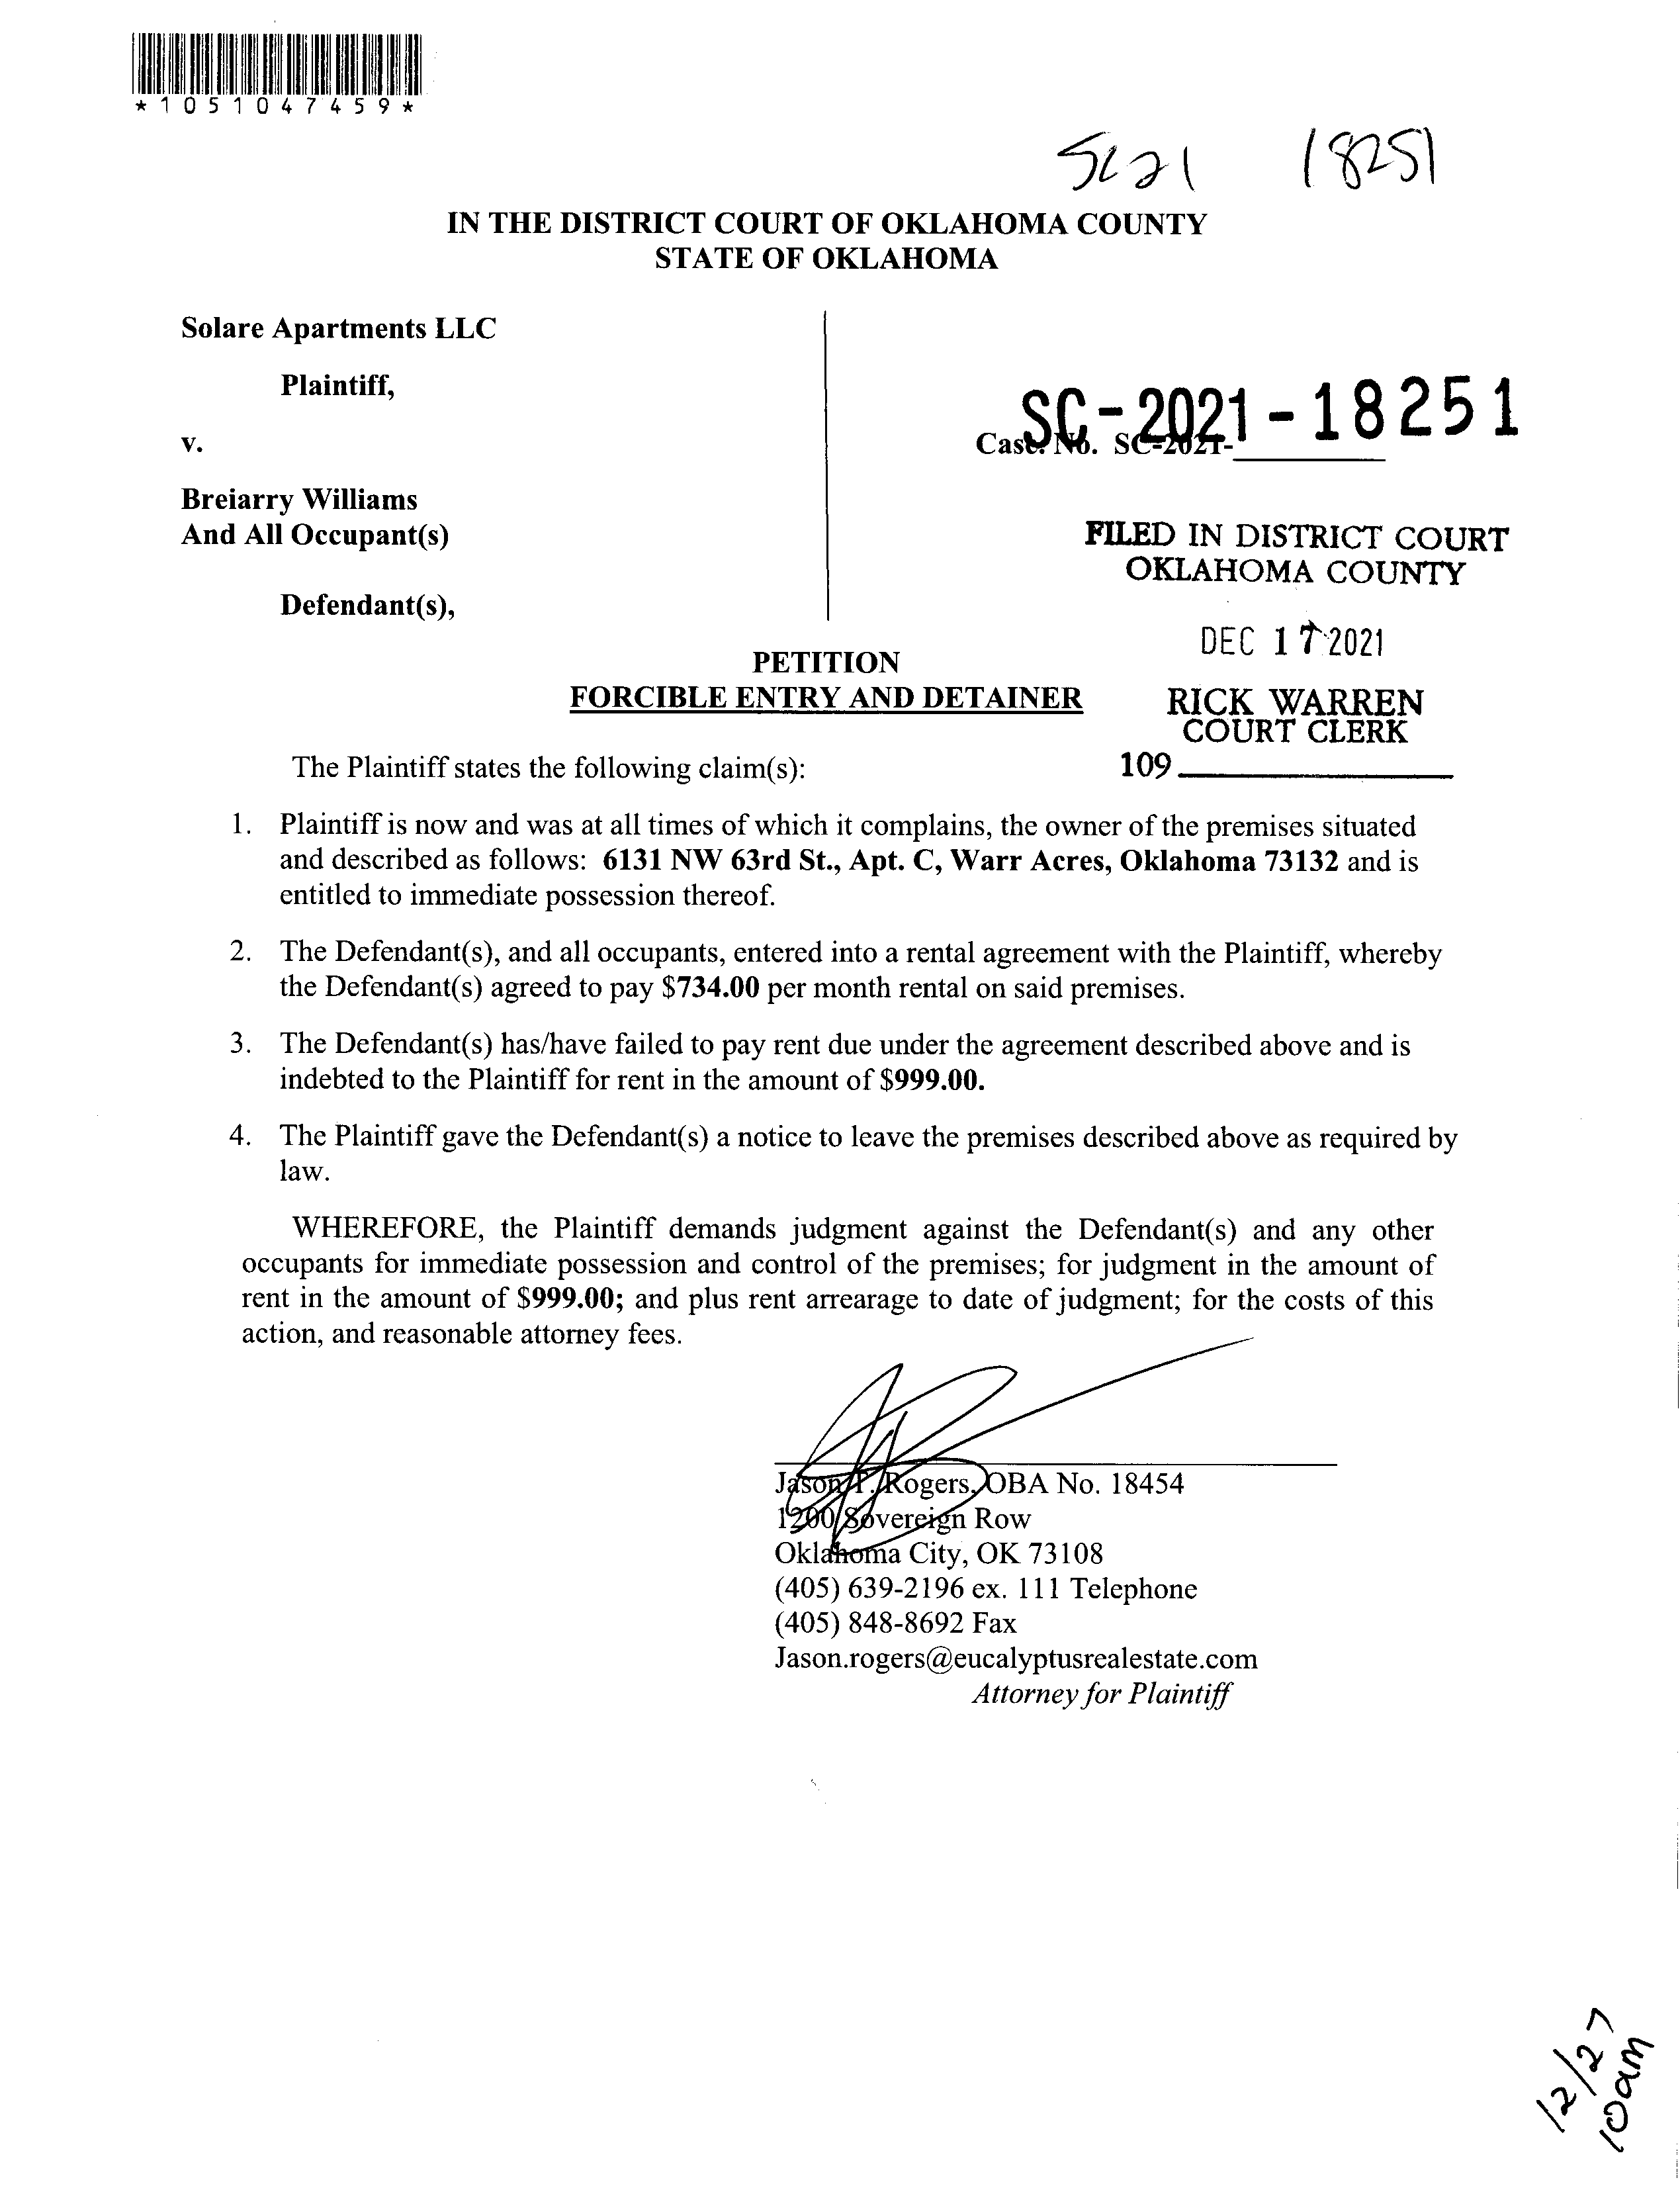 *1051047459*
SC21 18251
IN THE DISTRICT COURT OF OKLAHOMA COUNTY
STATE OF OKLAHOMA
Solare Apartments LLC
Plaintiff,
v.
Breiarry Williams
And All Occupant(s)
Defendant(s),
SC-2021-18251
Case No. SC-2021-________
FILED IN DISTRICT COURT
OKLAHOMA COUNTY
DEC 17 2021
RICK WARREN
COURT CLERK
109 ________
PETITION
FORCIBLE ENTRY AND DETAINER
The Plaintiff states the following claim(s):
1. Plaintiff is now and was at all times of which it complains, the owner of the premises situated
and described as follows: 6131 NW 63rd St., Apt. C, Warr Acres, Oklahoma 73132 and is
entitled to immediate possession thereof.
2. The Defendant(s), and all occupants, entered into a rental agreement with the Plaintiff, whereby
the Defendant(s) agreed to pay $734.00 per month rental on said premises.
3. The Defendant(s) has/have failed to pay rent due under the agreement described above and is
indebted to the Plaintiff for rent in the amount of $999.00.
4. The Plaintiff gave the Defendant(s) a notice to leave the premises described above as required by
law.
WHEREFORE, the Plaintiff demands judgment against the Defendant(s) and any other
occupants for immediate possession and control of the premises; for judgment in the amount of
rent in the amount of $999.00; and plus rent arrearage to date of judgment; for the costs of this
action, and reasonable attorney fees.
Jason T. Rogers, OBA No. 18454
1200 Sovereign Row
Oklahoma City, OK 73108
(405) 639-2196 ex. 111 Telephone
(405) 848-8692 Fax
Jason.rogers@eucalyptusrealestate.com
Attorney for Plaintiff
12/27
10am